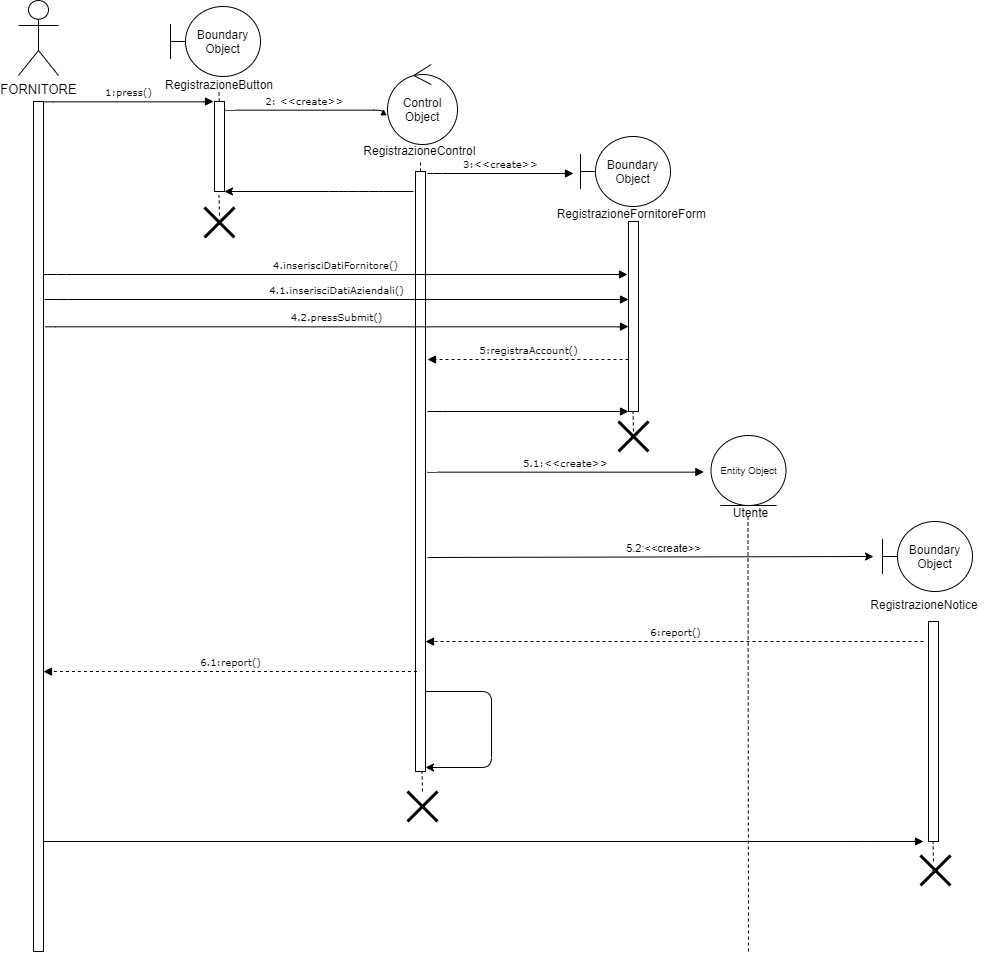 Boundary
Object
FORNITORE
RegistrazioneButton
1:press()
2: <<create>>
Control
Object
RegistrazioneControl
3:<<create>>
Boundary
Object
RegistrazioneFornitoreForm
4.inserisciDatiFornitore()
4.1.inserisciDatiAziendali()
4.2.pressSubmit()
5:registraAccount()
5.1:<<create>>
Entity Object
Utente
5.2:<<create>>
Boundary
Object
RegistrazioneNotice
6:report()
6.1:report()